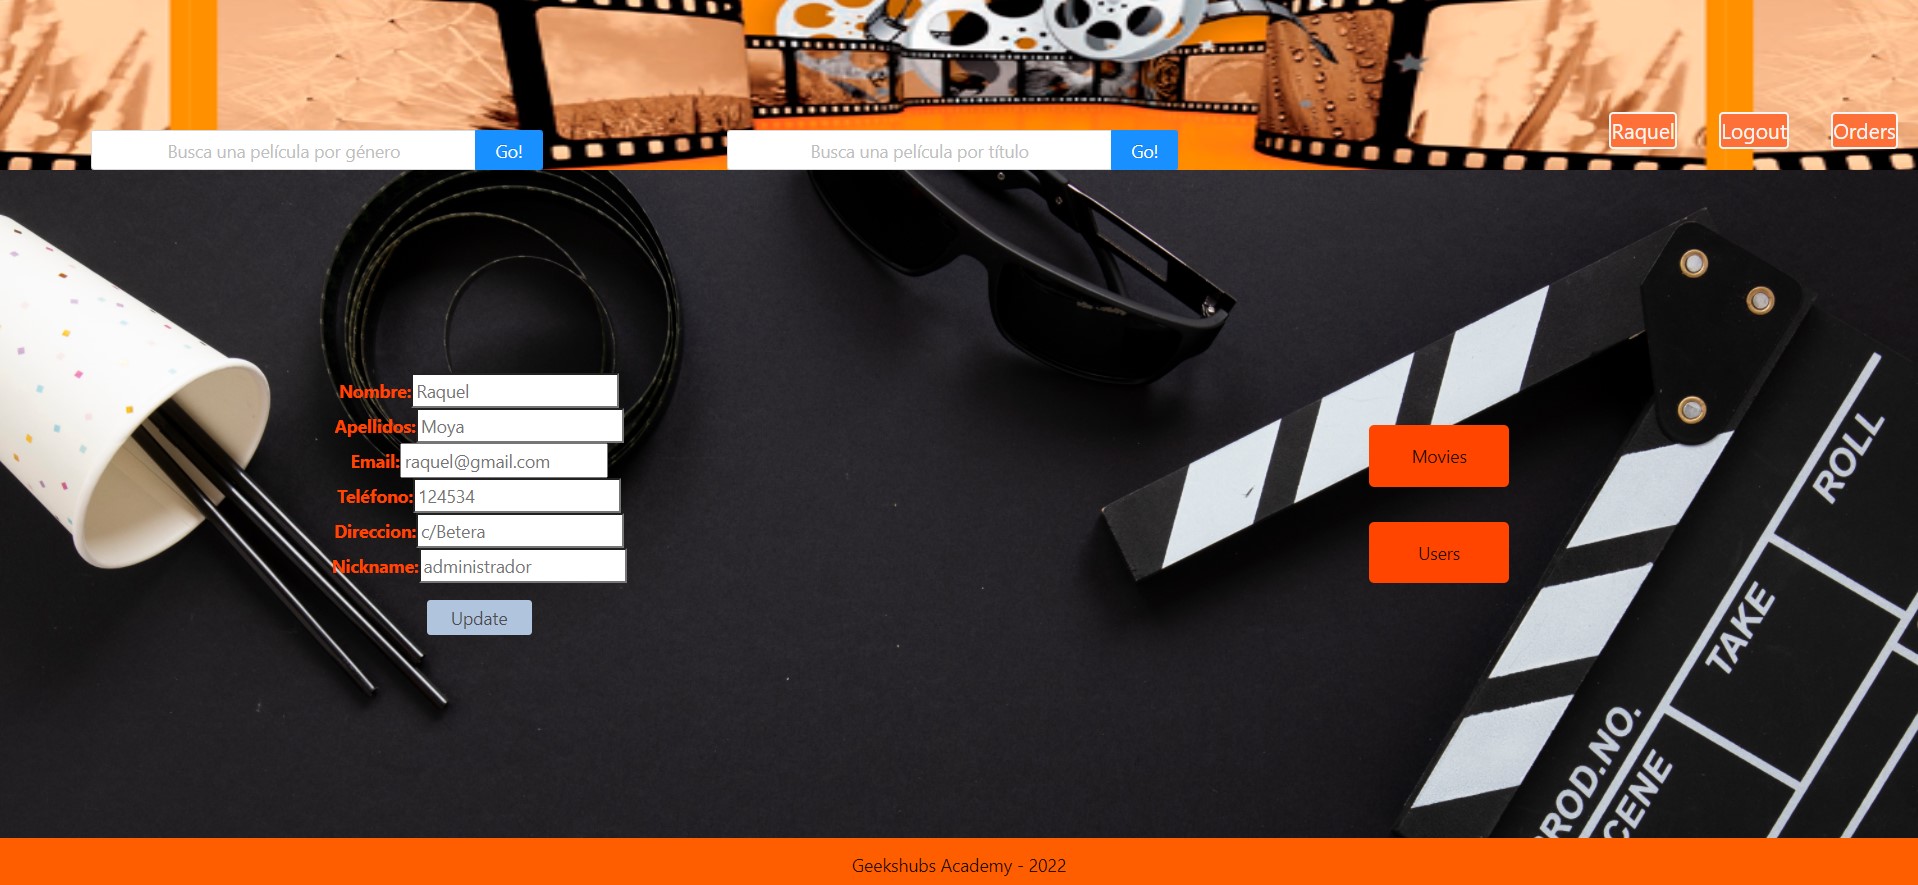 Raquel Logout Orders
Busca una película por género Go! Busca una película por título Go!
Nombre: Raquel
Apellidos: Moya
Email: raquel@gmail.com
Teléfono: 124534
Direccion: c/Betera
Nickname: administrador
Update
Movies
Users
ROLL
TAKE
PROD.NO.
Geekshubs Academy - 2022